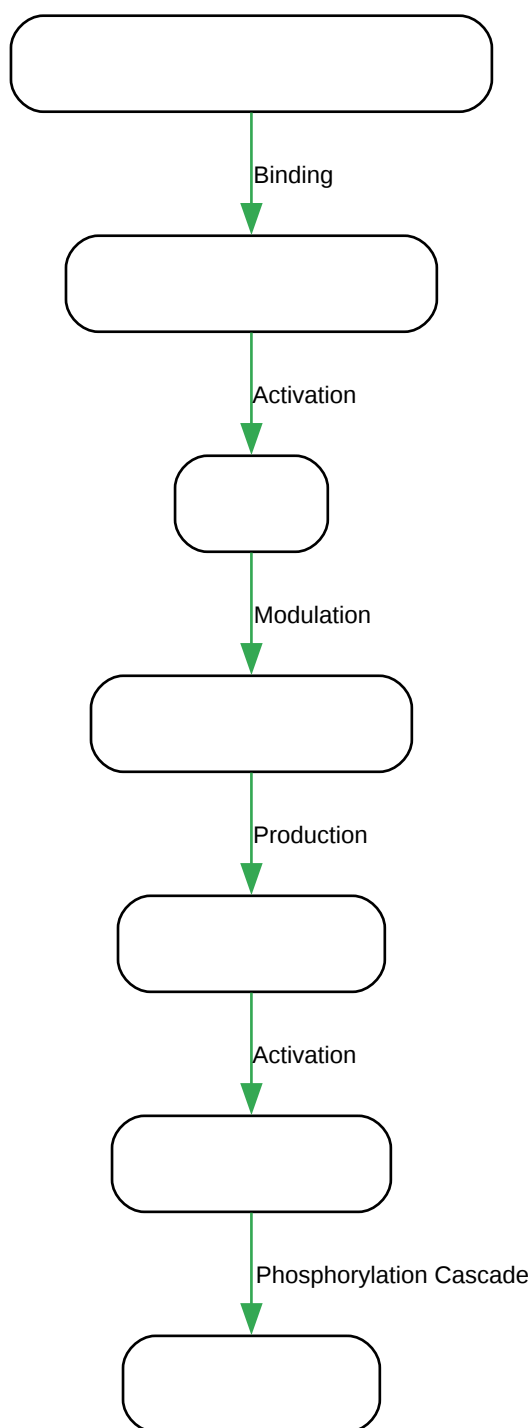 Binding
Activation
Modulation
Production
Activation
Phosphorylation Cascade